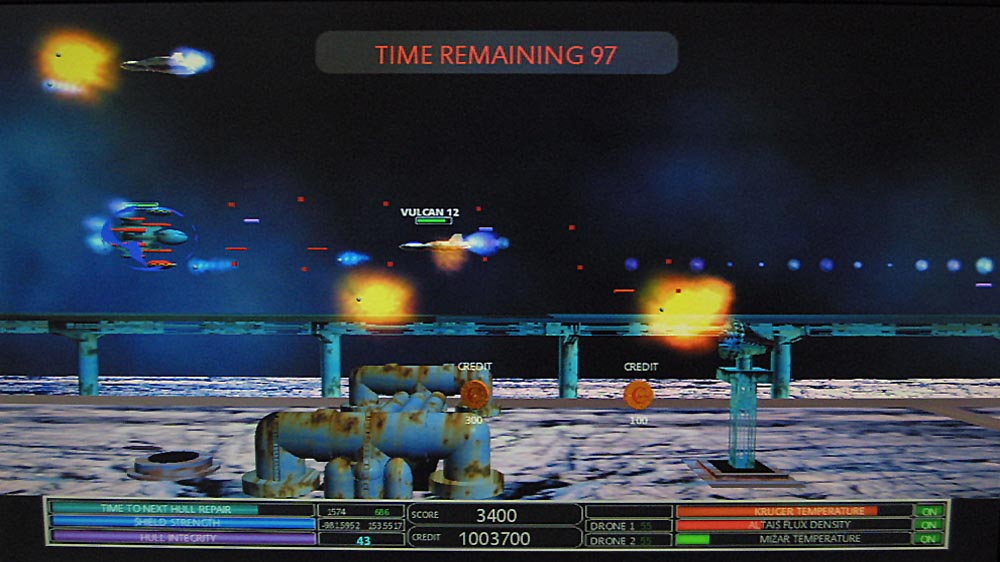 TIME REMAINING 97
VULCAN 12
CREDIT
300
CREDIT
100
TIME TO NEXT HULL REPAIR
SHIELD STRENGTH
HULL INTEGRITY
1574 686
43
SCORE 3400
CREDIT 1003700
DRONE 1 55
DRONE 2 55
KRUGER TEMPERATURE ON
ALTAIS FLUX DENSITY ON
MIZAR TEMPERATURE ON